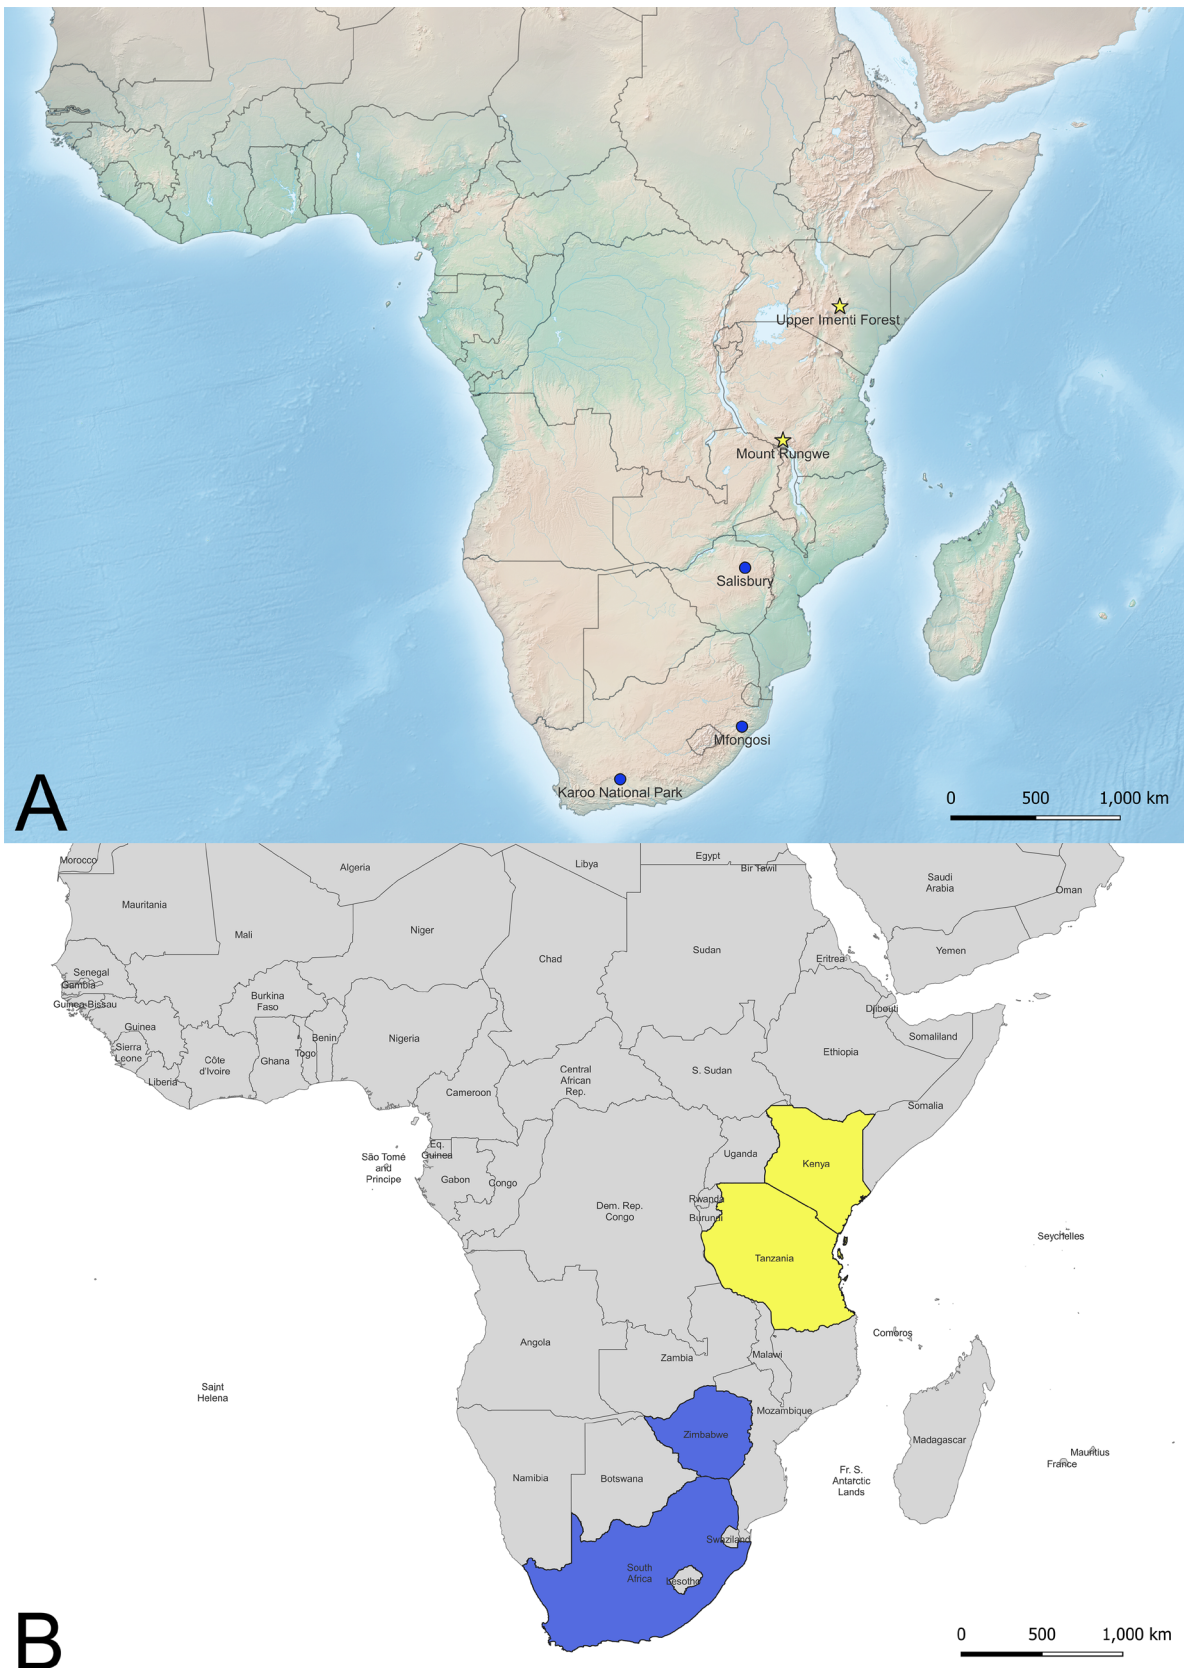 Upper Imenti Forest
Mount Rungwe
Salisbury
Mfongosi
Karoo National Park
0 500 1,000 km
A
Morocco
Algeria
Libya
Egypt
Bir Tawil
Saudi
Arabia
Oman
Mauritania
Mali
Niger
Chad
Sudan
Eritrea
Yemen
Senegal
Gambia
Guinea-Bissau
Burkina
Faso
Djibouti
Guinea
Sierra
Leone
Liberia
Côte
d'Ivoire
Ghana
Togo
Benin
Nigeria
Somaliland
Ethiopia
Central
African
Rep.
S. Sudan
Cameroon
Somalia
Eq.
Guinea
São Tomé
and
Principe
Gabon
Congo
Uganda
Kenya
Rwanda
Burundi
Dem. Rep.
Congo
Tanzania
Seychelles
Comoros
Angola
Zambia
Malawi
Saint
Helena
Mozambique
Zimbabwe
Madagascar
Mauritius
France
Namibia
Botswana
Fr. S.
Antarctic
Lands
Swaziland
South
Africa
Lesotho
0 500 1,000 km
B